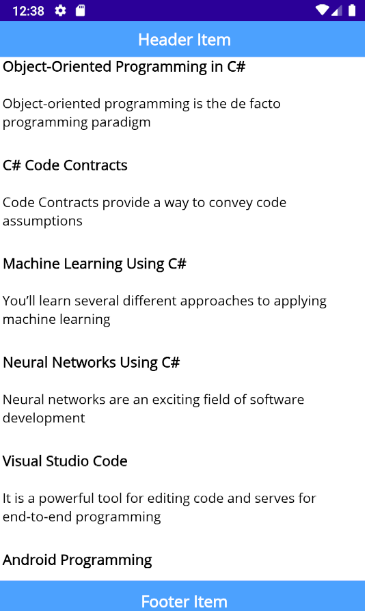 12:38
Header Item
Object-Oriented Programming in C#
Object-oriented programming is the de facto
programming paradigm
C# Code Contracts
Code Contracts provide a way to convey code
assumptions
Machine Learning Using C#
You’ll learn several different approaches to applying
machine learning
Neural Networks Using C#
Neural networks are an exciting field of software
development
Visual Studio Code
It is a powerful tool for editing code and serves for
end-to-end programming
Android Programming
Footer Item